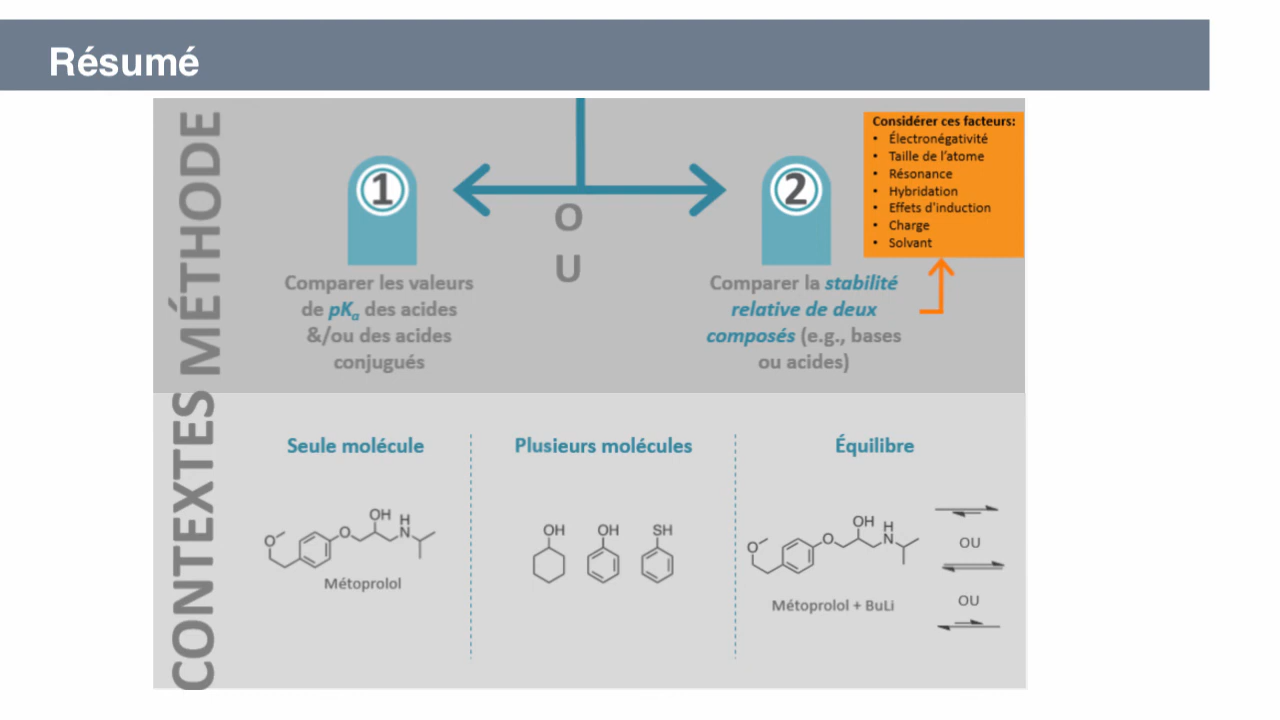 Résumé
MÉTHODE
1
O
U
2
Considérer ces facteurs:
• Électronégativité
• Taille de l'atome
• Résonance
• Hybridation
• Effets d'induction
• Charge
• Solvant
Comparer les valeurs
de pKa des acides
&/ou des acides
conjugués
Comparer la stabilité
relative de deux
composés (e.g., bases
ou acides)
CONTEXTES
Seule molécule
Plusieurs molécules
Équilibre
O
O
OH
H
N
Métoprolol
OH
OH
SH
O
O
OH
H
N
Métoprolol + BuLi
OU
OU